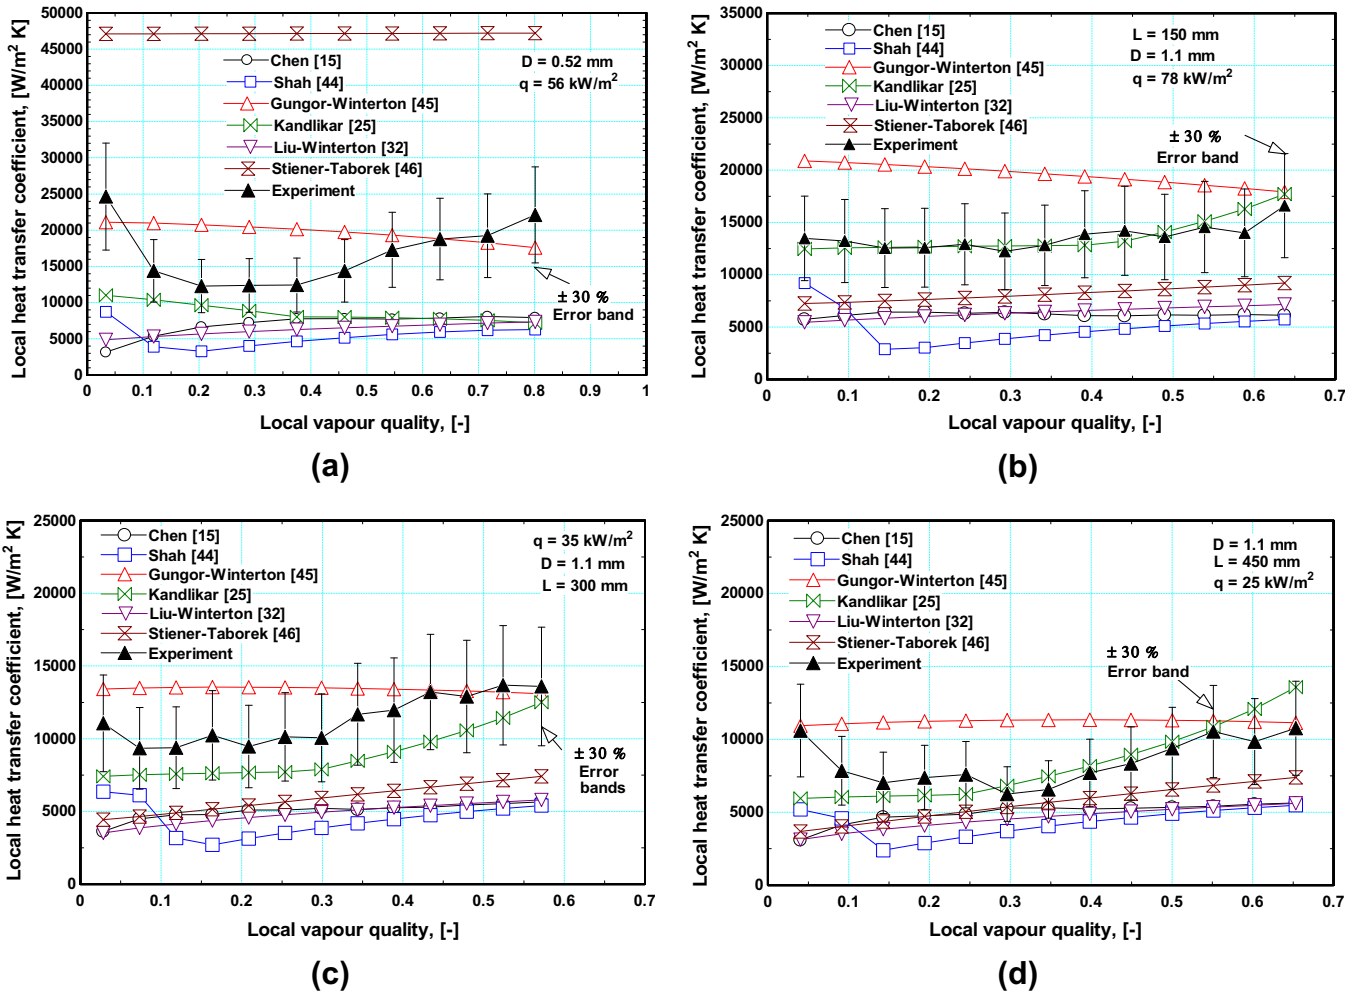 Local heat transfer coefficient, [W/m² K]
50000
45000
40000
35000
30000
25000
20000
15000
10000
5000
0
Chen [15]
Shah [44]
Gungor-Winterton [45]
Kandlikar [25]
Liu-Winterton [32]
Stiener-Taborek [46]
Experiment
D = 0.52 mm
q = 56 kW/m²
± 30 %
Error band
0 0.1 0.2 0.3 0.4 0.5 0.6 0.7 0.8 0.9 1
Local vapour quality, [-]
(a)
Local heat transfer coefficient, [W/m² K]
35000
30000
25000
20000
15000
10000
5000
0
Chen [15]
Shah [44]
Gungor-Winterton [45]
Kandlikar [25]
Liu-Winterton [32]
Stiener-Taborek [46]
Experiment
L = 150 mm
D = 1.1 mm
q = 78 kW/m²
± 30 %
Error band
0 0.1 0.2 0.3 0.4 0.5 0.6 0.7
Local vapour quality, [-]
(b)
Local heat transfer coefficient, [W/m² K]
25000
20000
15000
10000
5000
0
Chen [15]
Shah [44]
Gungor-Winterton [45]
Kandlikar [25]
Liu-Winterton [32]
Stiener-Taborek [46]
Experiment
q = 35 kW/m²
D = 1.1 mm
L = 300 mm
± 30 %
Error
bands
0 0.1 0.2 0.3 0.4 0.5 0.6 0.7
Local vapour quality, [-]
(c)
Local heat transfer coefficient, [W/m² K]
25000
20000
15000
10000
5000
0
Chen [15]
Shah [44]
Gungor-Winterton [45]
Kandlikar [25]
Liu-Winterton [32]
Stiener-Taborek [46]
Experiment
D = 1.1 mm
L = 450 mm
q = 25 kW/m²
± 30 %
Error band
0 0.1 0.2 0.3 0.4 0.5 0.6 0.7
Local vapour quality, [-]
(d)